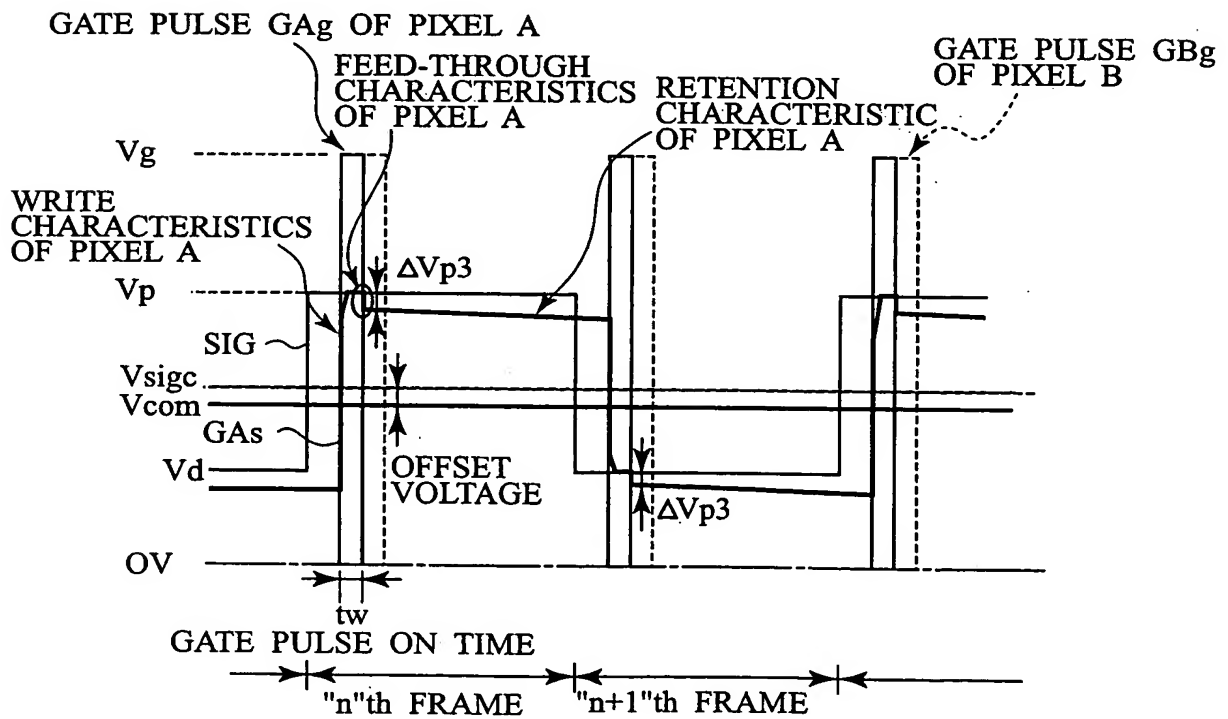 GATE PULSE GAg OF PIXEL A
FEED-THROUGH
CHARACTERISTICS
OF PIXEL A
RETENTION
CHARACTERISTIC
OF PIXEL A
GATE PULSE GBg
OF PIXEL B
Vg
WRITE
CHARACTERISTICS
OF PIXEL A
ΔVp3
Vp
SIG
Vsigc
Vcom
GAs
Vd
OFFSET
VOLTAGE
ΔVp3
OV
tw
GATE PULSE ON TIME
"n"th FRAME
"n+1"th FRAME